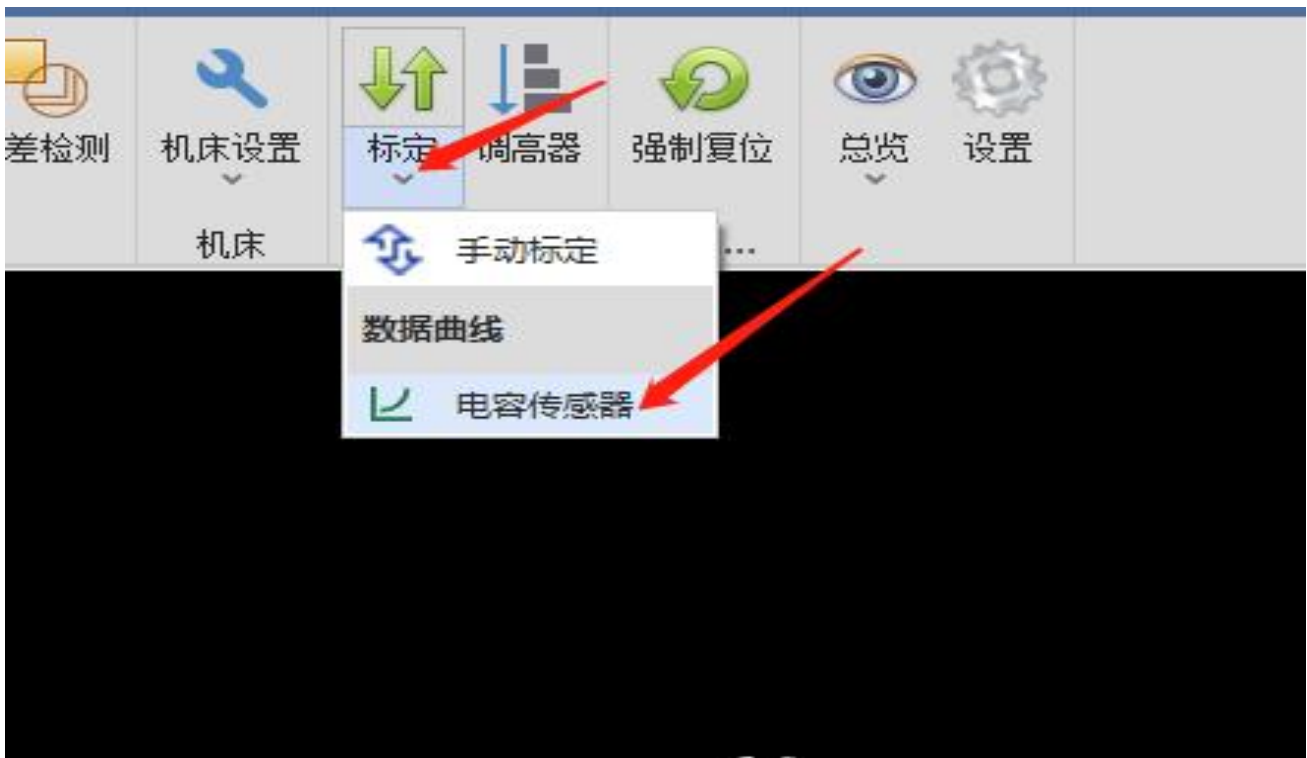 差检测
机床设置
标定
调高器
强制复位
总览
设置
机床
手动标定
...
数据曲线
电容传感器